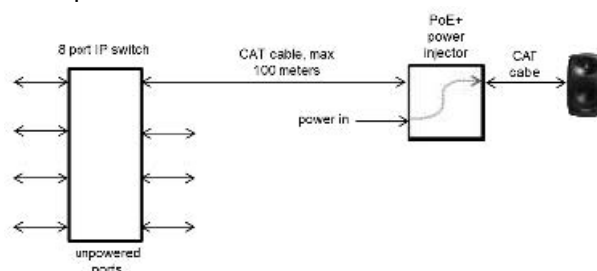 PoE+
power
injector
8 port IP switch
CAT cable, max
100 meters
CAT
cabe
power in
unpowered
ports